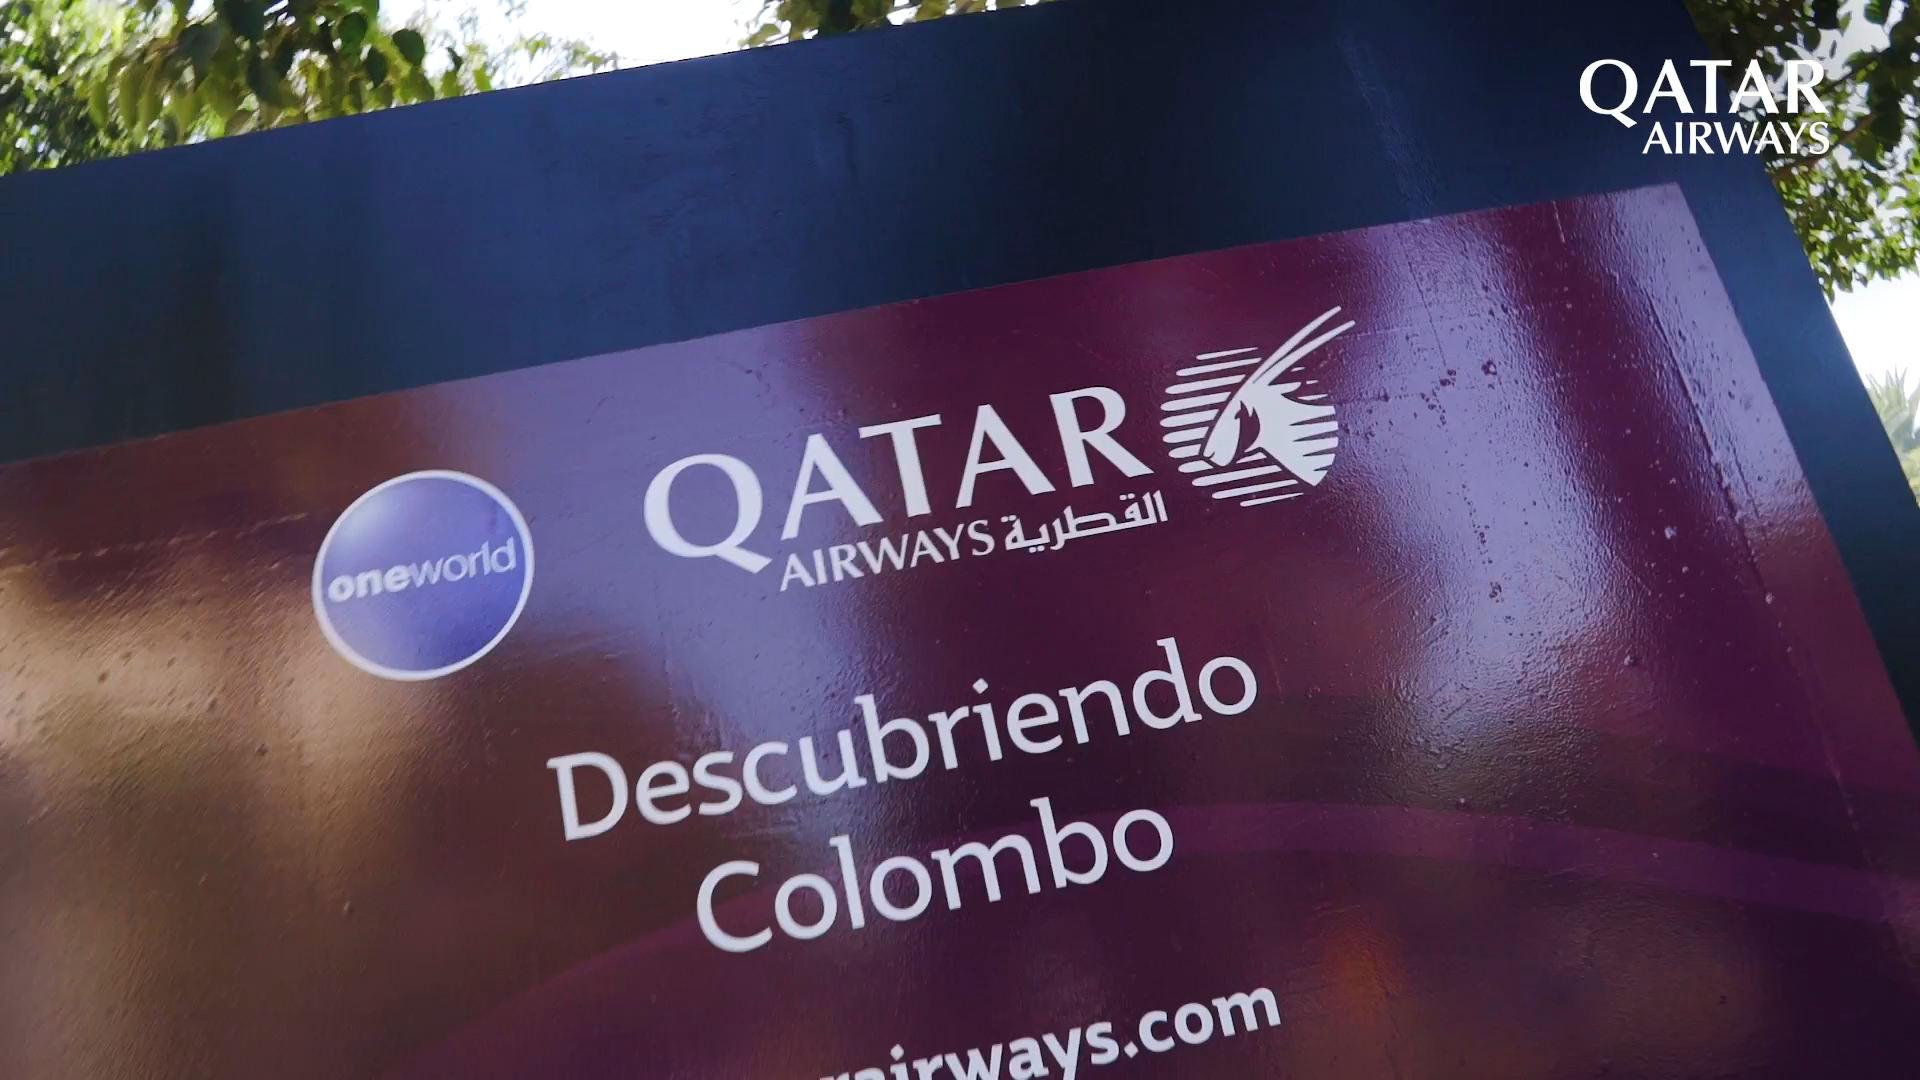 QATAR
AIRWAYS
oneworld
QATAR
AIRWAYS القطرية
Descubriendo
Colombo
airways.com